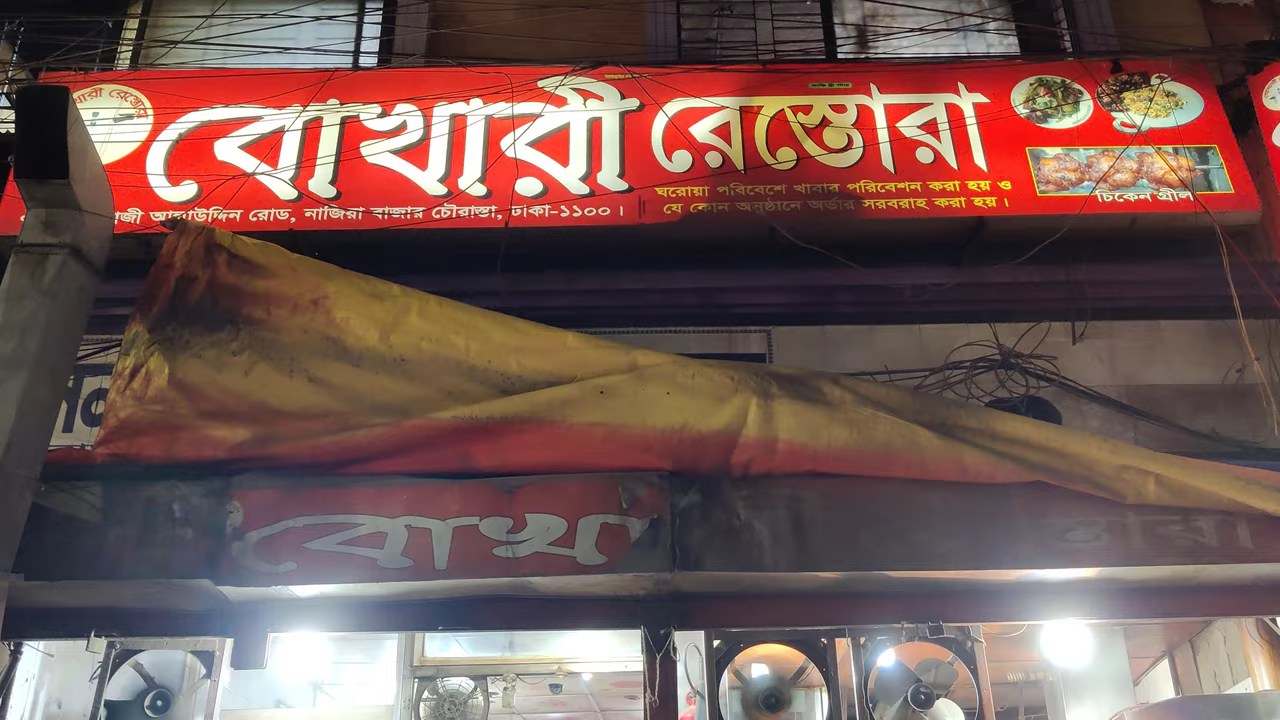 বোখারী রেস্তোরা
আলাউদ্দিন রোড, নাজিরা বাজার চৌরাস্তা, ঢাকা-১১০০।
ঘরোয়া পরিবেশে খাবার পরিবেশন করা হয় ও
যে কোন অনুষ্ঠানে অর্ডার সরবরাহ করা হয়।
চিকেন গ্রীল
বোখা